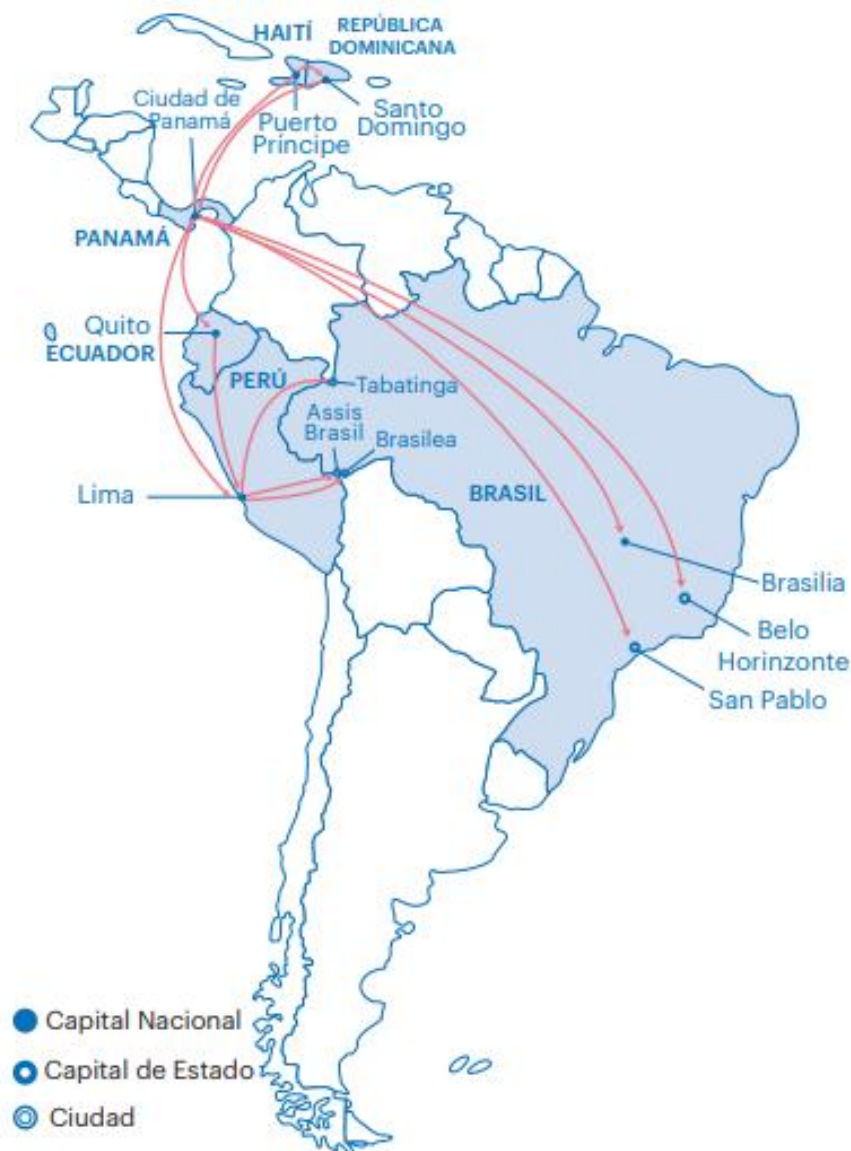 HAITÍ
REPÚBLICA
DOMINICANA
Ciudad de
Panamá
Puerto
Príncipe
Santo
Domingo
PANAMÁ
Quito
ECUADOR
PERÚ
Tabatinga
Assis
Brasil
Brasilea
Lima
BRASIL
Brasilia
Belo
Horinzonte
San Pablo
Capital Nacional
Capital de Estado
Ciudad